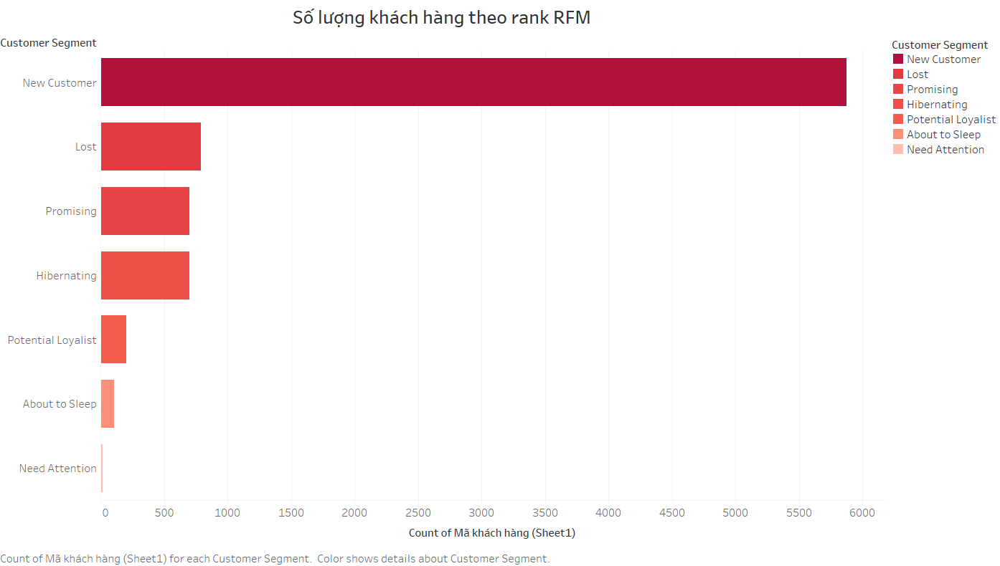 Số lượng khách hàng theo rank RFM
Customer Segment
New Customer
Lost
Promising
Hibernating
Potential Loyalist
About to Sleep
Need Attention
0 500 1000 1500 2000 2500 3000 3500 4000 4500 5000 5500 6000
Count of Mã khách hàng (Sheet1)
Customer Segment
New Customer
Lost
Promising
Hibernating
Potential Loyalist
About to Sleep
Need Attention
Count of Mã khách hàng (Sheet1) for each Customer Segment. Color shows details about Customer Segment.